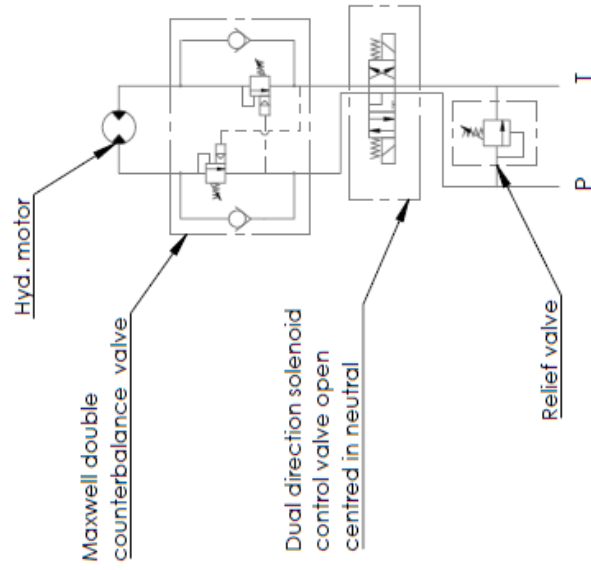 Hyd. motor
Maxwell double
counterbalance valve
Dual direction solenoid
control valve open
centred in neutral
Relief valve
P
T